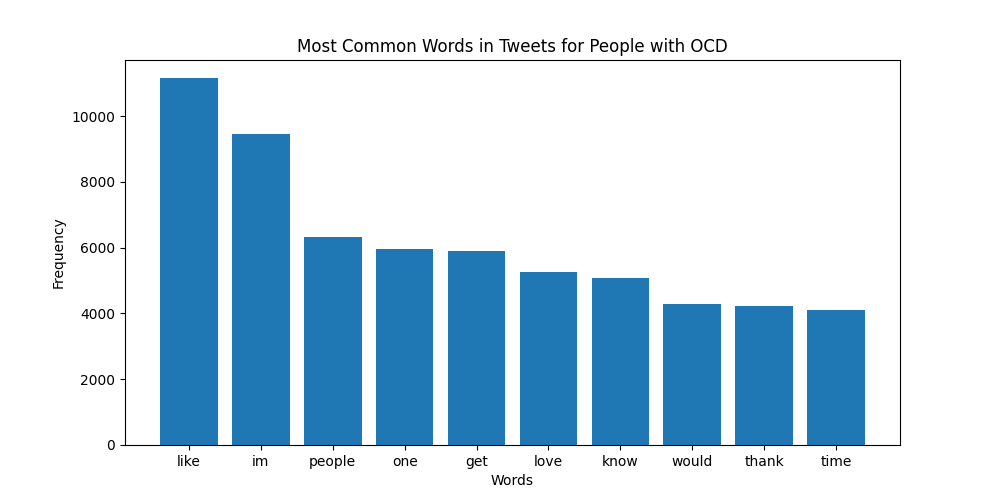 Most Common Words in Tweets for People with OCD
10000
8000
6000
4000
2000
0
Frequency
like im people one get love know would thank time
Words